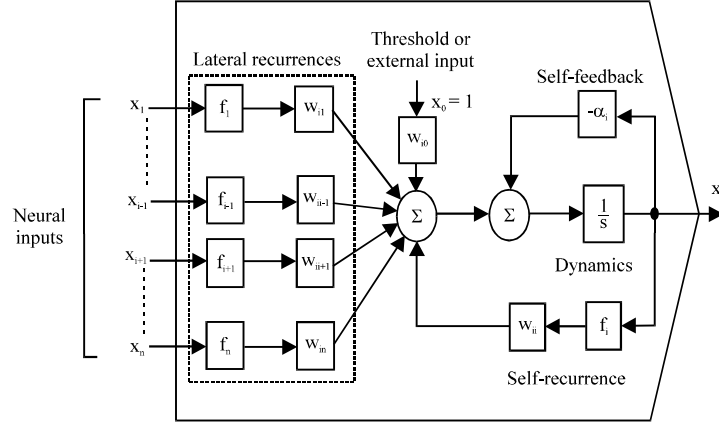 Threshold or
external input
Lateral recurrences
Self-feedback
x₀ = 1
-αᵢ
x₁
f₁
wᵢ₁
wᵢ₀
x
Neural
inputs
xᵢ₋₁
fᵢ₋₁
wᵢᵢ₋₁
Σ
Σ
1
s
Dynamics
xᵢ₊₁
fᵢ₊₁
wᵢᵢ₊₁
wᵢᵢ
fᵢ
xₙ
fₙ
wᵢₙ
Self-recurrence